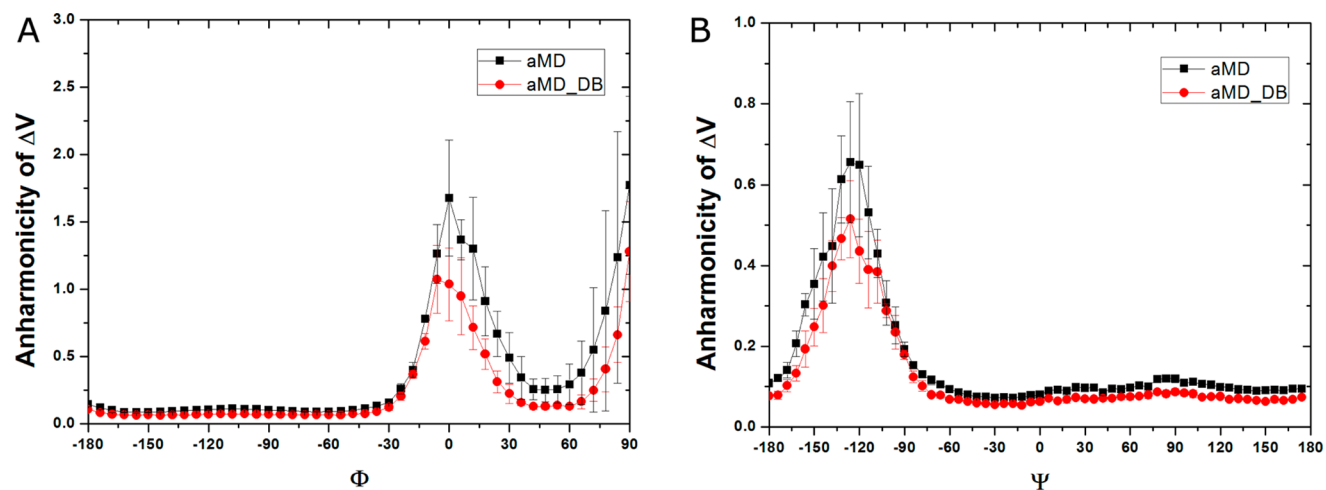 A
Anharmonicity of ΔV
3.0
2.5
2.0
1.5
1.0
0.5
0.0
aMD
aMD_DB
-180 -150 -120 -90 -60 -30 0 30 60 90
Φ
B
Anharmonicity of ΔV
1.0
0.8
0.6
0.4
0.2
0.0
aMD
aMD_DB
-180 -150 -120 -90 -60 -30 0 30 60 90 120 150 180
Ψ